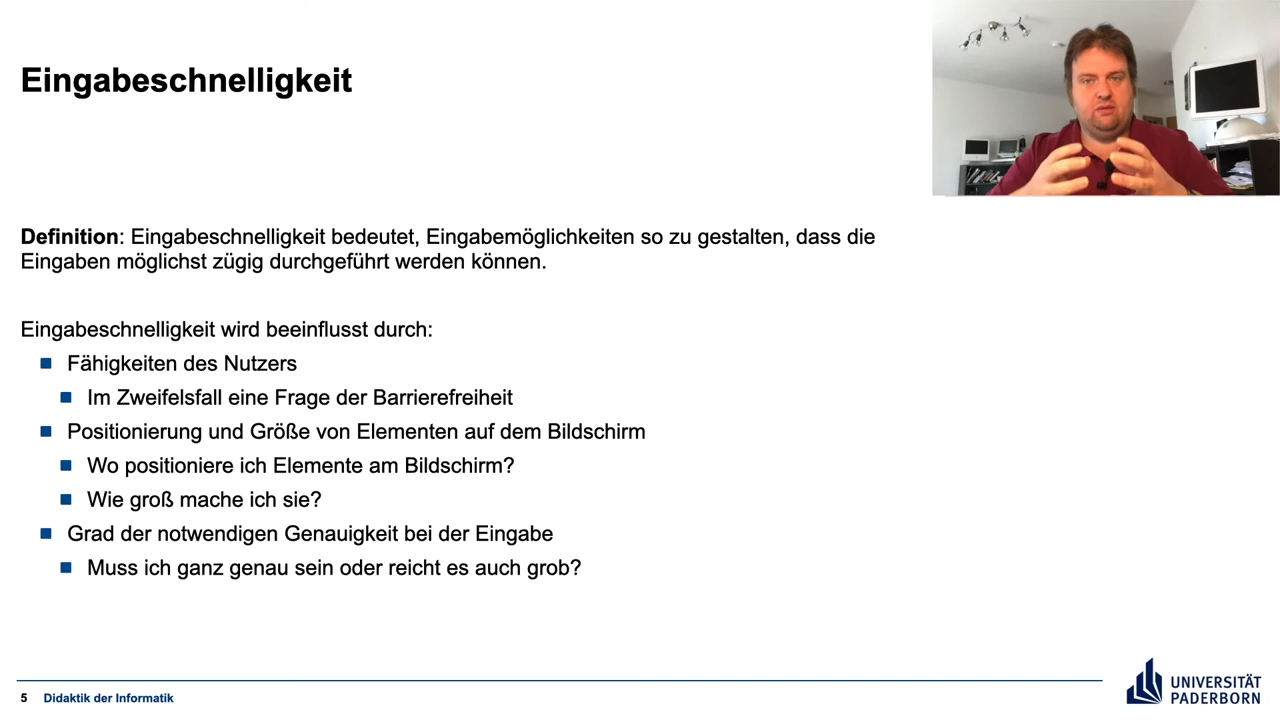 Eingabeschnelligkeit
Definition: Eingabeschnelligkeit bedeutet, Eingabemöglichkeiten so zu gestalten, dass die
Eingaben möglichst zügig durchgeführt werden können.
Eingabeschnelligkeit wird beeinflusst durch:
Fähigkeiten des Nutzers
Im Zweifelsfall eine Frage der Barrierefreiheit
Positionierung und Größe von Elementen auf dem Bildschirm
Wo positioniere ich Elemente am Bildschirm?
Wie groß mache ich sie?
Grad der notwendigen Genauigkeit bei der Eingabe
Muss ich ganz genau sein oder reicht es auch grob?
5 Didaktik der Informatik
UNIVERSITÄT
PADERBORN